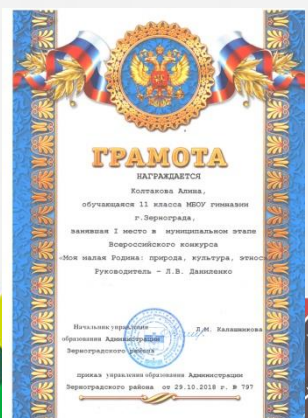 ГРАМОТА
НАГРАЖДАЕТСЯ
Колтакова Алина,
обучающаяся 11 класса МБОУ гимназии
г.Зернограда,
занявшая I место в муниципальном этапе
Всероссийского конкурса
«Моя малая Родина: природа, культура, этнос»
Руководитель – Л.В. Даниленко
Начальник управления
образования Администрации
Зерноградского района
Л.М. Калашникова
приказ управления образования Администрации
Зерноградского района от 29.10.2018 р. № 797